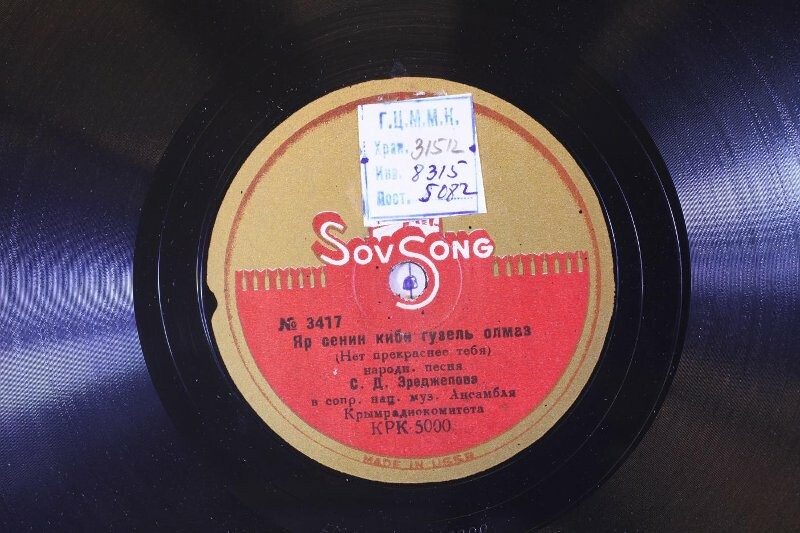 Г.Ц.М.М.К.
Хран. 31512
Инв. 8315
Пост. 5082
SOVSONG
№ 3417
Яр сенин киби гузель олмаз
(Нет прекраснее тебя)
народн. песня
С. Д. Эреджепова
в сопр. нац. муз. Ансамбля
Крымрадиокомитета
КРК-5000
MADE IN USSR